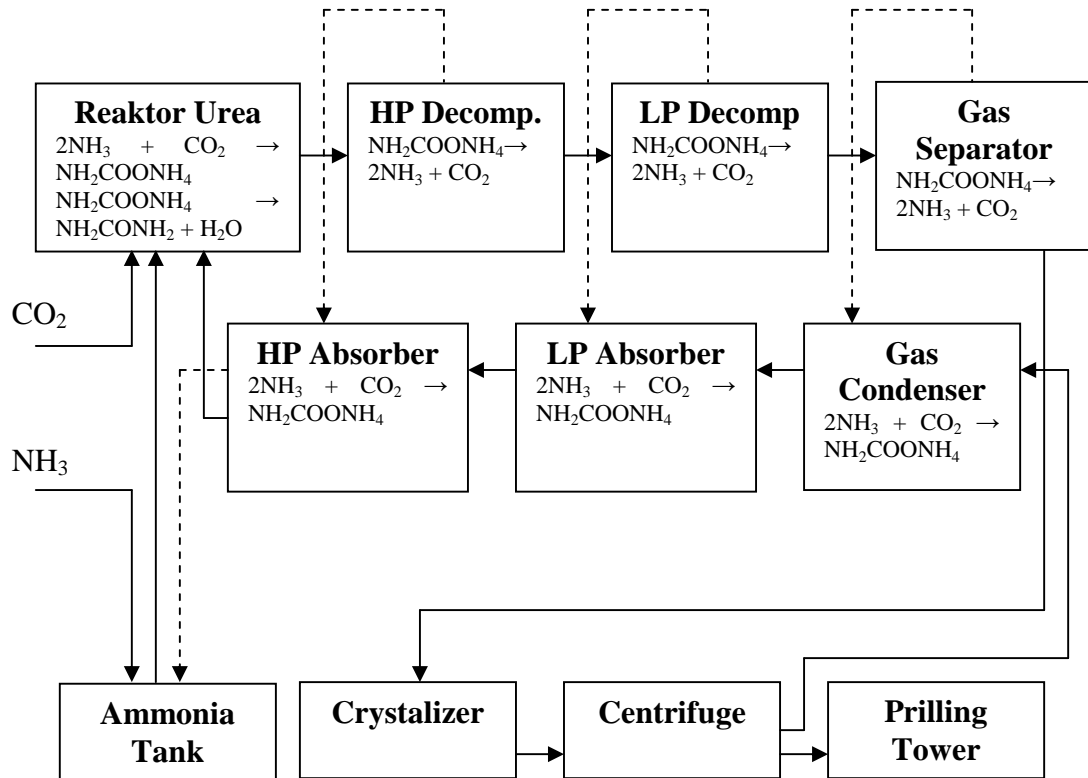 Reaktor Urea
2NH₃ + CO₂ →
NH₂COONH₄
NH₂COONH₄ →
NH₂CONH₂ + H₂O
HP Decomp.
NH₂COONH₄→
2NH₃ + CO₂
LP Decomp
NH₂COONH₄→
2NH₃ + CO₂
Gas
Separator
NH₂COONH₄→
2NH₃ + CO₂
CO₂
HP Absorber
2NH₃ + CO₂ →
NH₂COONH₄
LP Absorber
2NH₃ + CO₂ →
NH₂COONH₄
Gas
Condenser
2NH₃ + CO₂ →
NH₂COONH₄
NH₃
Ammonia
Tank
Crystalizer
Centrifuge
Prilling
Tower